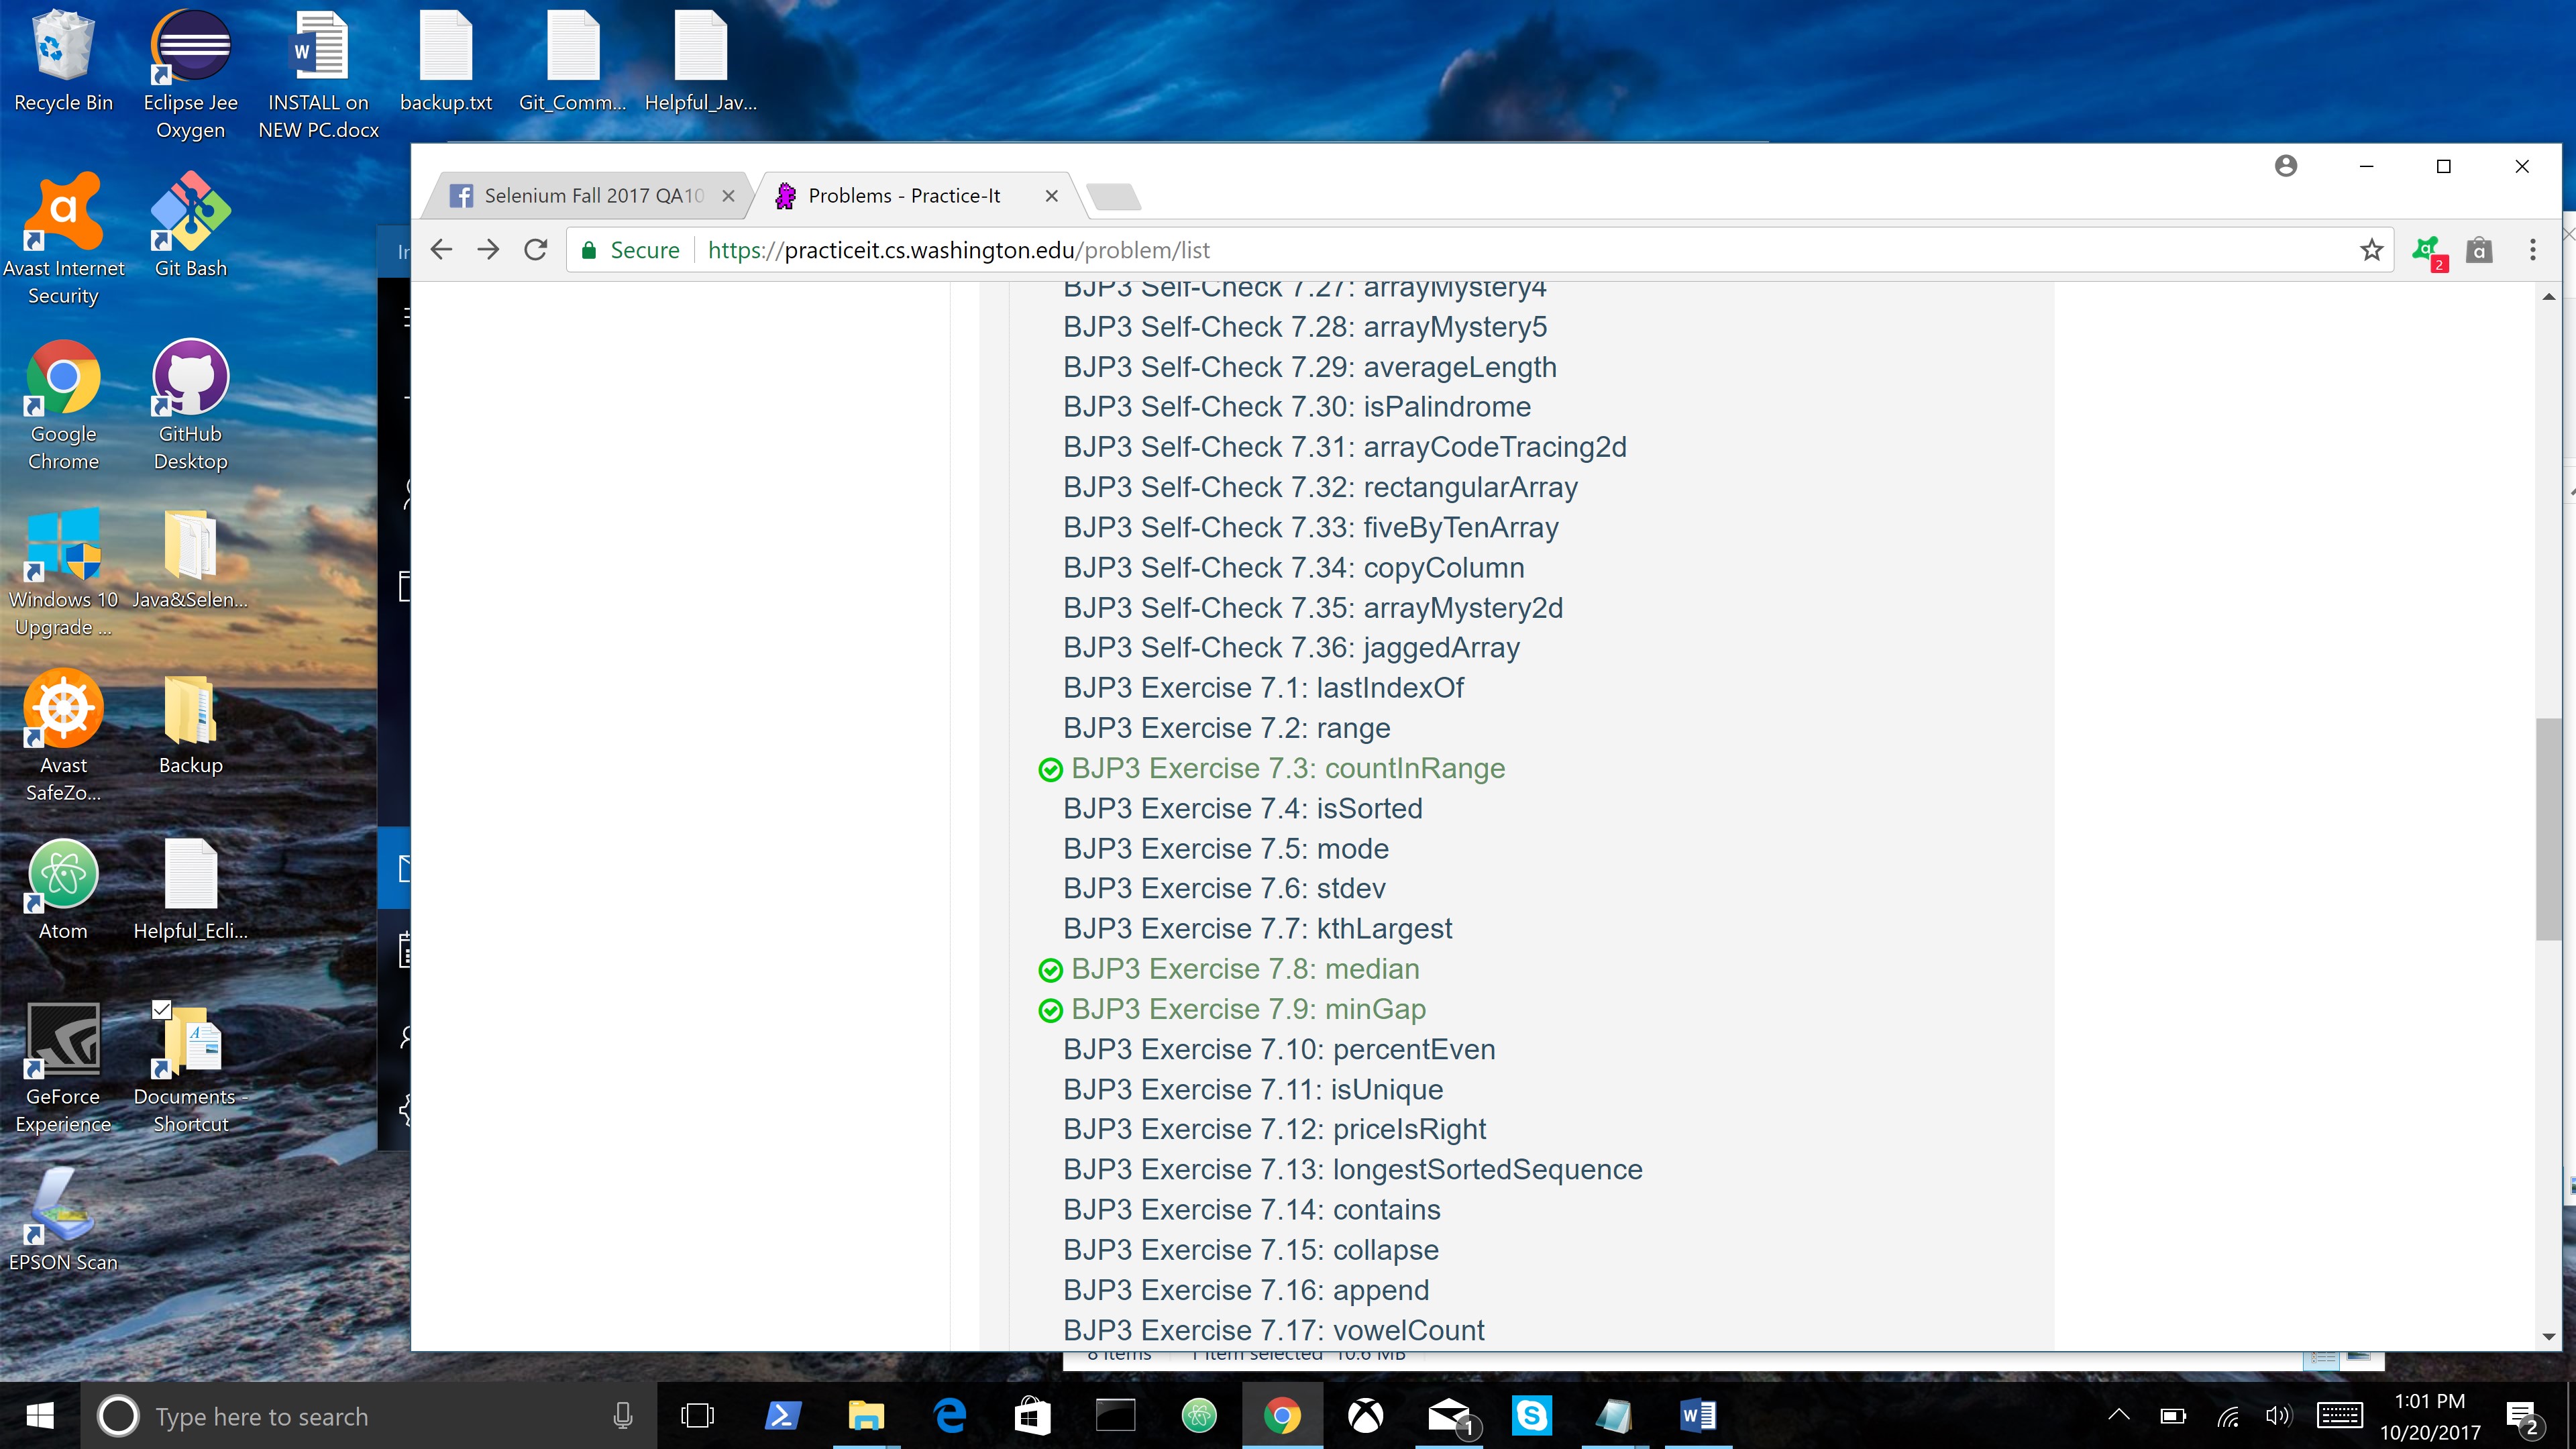 Recycle Bin
Eclipse Jee
Oxygen
INSTALL on
NEW PC.docx
backup.txt
Git_Comm...
Helpful_Jav...
Avast Internet
Security
Git Bash
Google
Chrome
GitHub
Desktop
Windows 10
Upgrade ...
Java&Selen...
Avast
SafeZo...
Backup
Atom
Helpful_Ecli...
GeForce
Experience
Documents -
Shortcut
EPSON Scan
Selenium Fall 2017 QA10
Problems - Practice-It
Secure
https://practiceit.cs.washington.edu/problem/list
2
BJP3 Self-Check 7.27: arrayMystery4
BJP3 Self-Check 7.28: arrayMystery5
BJP3 Self-Check 7.29: averageLength
BJP3 Self-Check 7.30: isPalindrome
BJP3 Self-Check 7.31: arrayCodeTracing2d
BJP3 Self-Check 7.32: rectangularArray
BJP3 Self-Check 7.33: fiveByTenArray
BJP3 Self-Check 7.34: copyColumn
BJP3 Self-Check 7.35: arrayMystery2d
BJP3 Self-Check 7.36: jaggedArray
BJP3 Exercise 7.1: lastIndexOf
BJP3 Exercise 7.2: range
BJP3 Exercise 7.3: countInRange
BJP3 Exercise 7.4: isSorted
BJP3 Exercise 7.5: mode
BJP3 Exercise 7.6: stdev
BJP3 Exercise 7.7: kthLargest
BJP3 Exercise 7.8: median
BJP3 Exercise 7.9: minGap
BJP3 Exercise 7.10: percentEven
BJP3 Exercise 7.11: isUnique
BJP3 Exercise 7.12: priceIsRight
BJP3 Exercise 7.13: longestSortedSequence
BJP3 Exercise 7.14: contains
BJP3 Exercise 7.15: collapse
BJP3 Exercise 7.16: append
BJP3 Exercise 7.17: vowelCount
8 items 1 item selected 10.6 MB
Type here to search
1
1:01 PM
10/20/2017
2